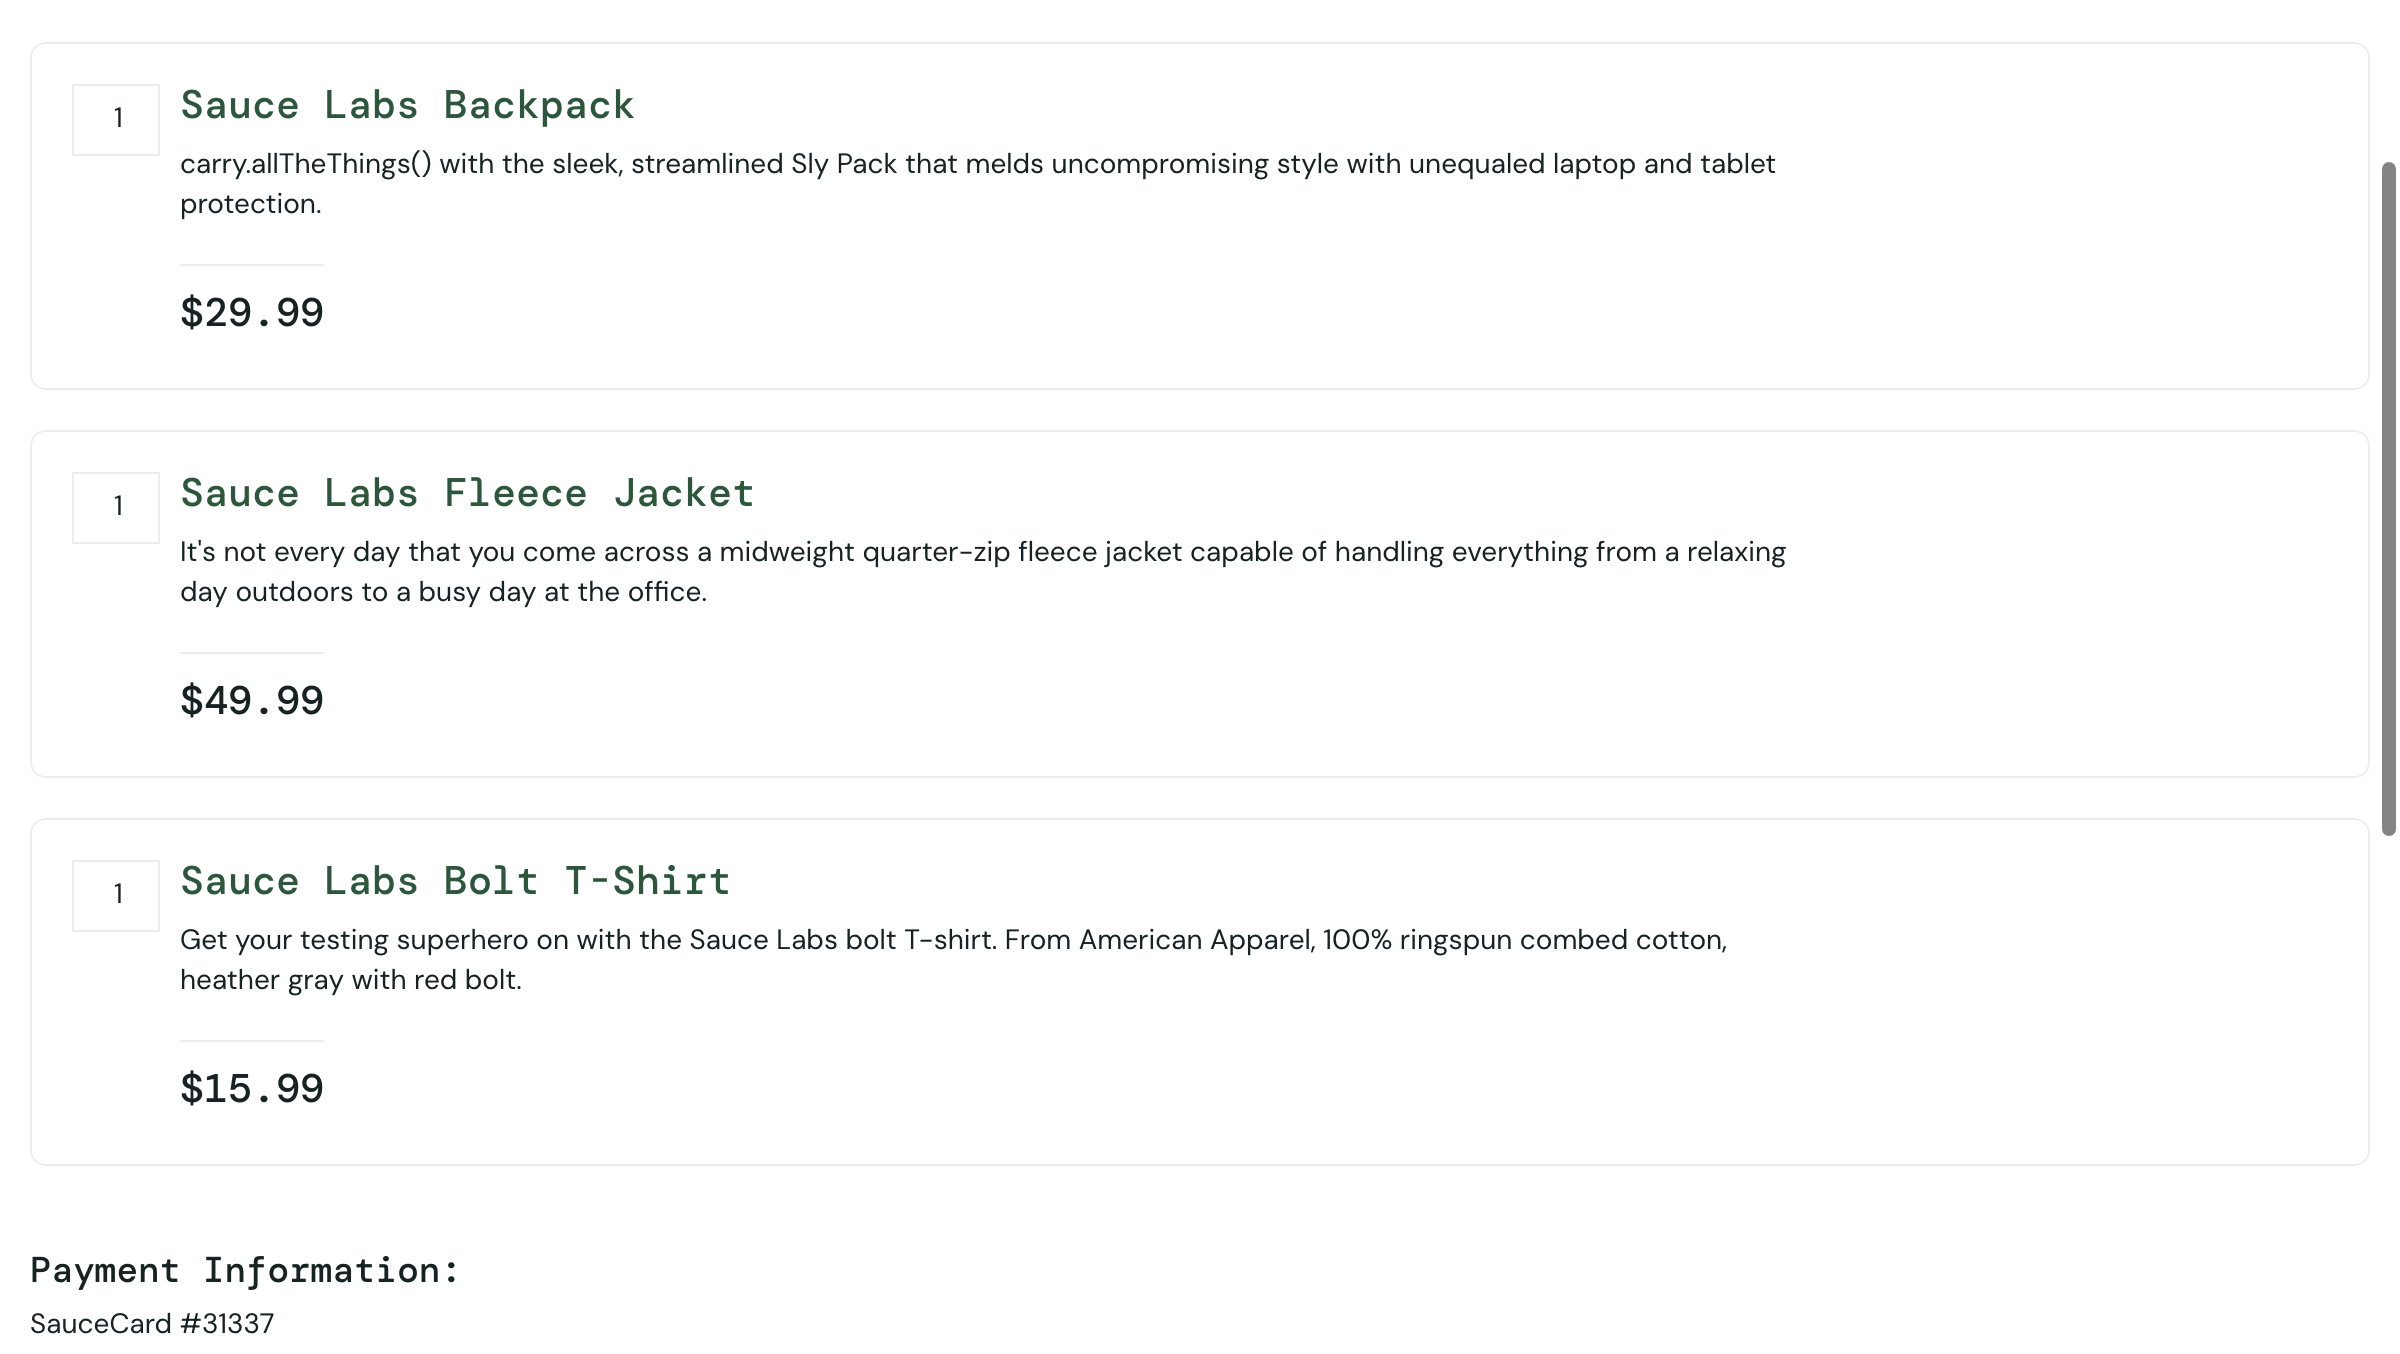 1
Sauce Labs Backpack
carry.allTheThings() with the sleek, streamlined Sly Pack that melds uncompromising style with unequaled laptop and tablet
protection.
$29.99
1
Sauce Labs Fleece Jacket
It's not every day that you come across a midweight quarter-zip fleece jacket capable of handling everything from a relaxing
day outdoors to a busy day at the office.
$49.99
1
Sauce Labs Bolt T-Shirt
Get your testing superhero on with the Sauce Labs bolt T-shirt. From American Apparel, 100% ringspun combed cotton,
heather gray with red bolt.
$15.99
Payment Information:
SauceCard #31337